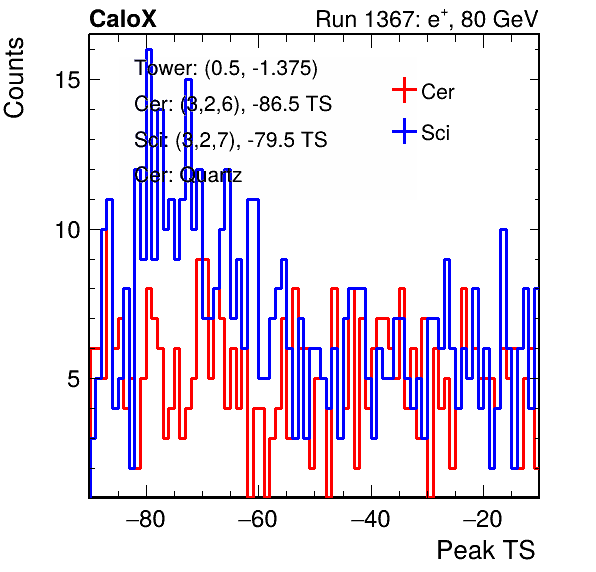 CaloX Run 1367: e⁺, 80 GeV
Counts
Tower: (0.5, -1.375)
Cer: (3,2,6), -86.5 TS
Sci: (3,2,7), -79.5 TS
Cer: Quartz
Cer
Sci
15
10
5
−80 −60 −40 −20
Peak TS